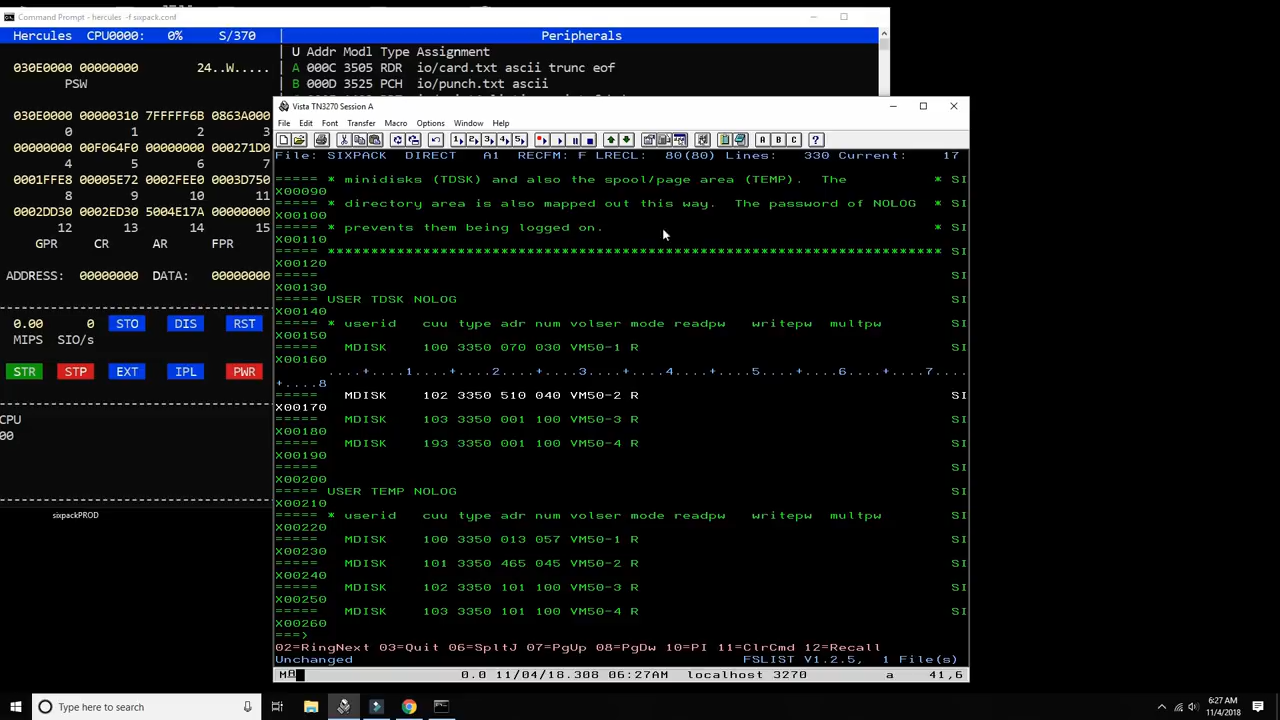 Command Prompt - hercules -f sixpack.conf
Hercules CPU0000: 0% S/370
Peripherals
U Addr Modl Type Assignment
030E0000 00000000 24..W.....
A 000C 3505 RDR io/card.txt ascii trunc eof
PSW
B 000D 3525 PCH io/punch.txt ascii
030E0000 00000310 7FFFFF6B 0863A000
0 1 2 3
00000000 00F064F0 00000000 000271D0
4 5 6 7
0001FFE8 00005E72 0002FEE0 0003D750
8 9 10 11
0002DD30 0002ED30 5004E17A 00000000
12 13 14 15
GPR CR AR FPR
ADDRESS: 00000000 DATA: 00000000
0.00 0 STO DIS RST
MIPS SIO/s
STR STP EXT IPL PWR
CPU
00
sixpackPROD
Vista TN3270 Session A
File Edit Font Transfer Macro Options Window Help
1 2 3 4 5 A B C ?
File: SIXPACK DIRECT A1 RECFM: F LRECL: 80(80) Lines: 330 Current: 17
===== * minidisks (TDSK) and also the spool/page area (TEMP). The * SI
X00090
===== * directory area is also mapped out this way. The password of NOLOG * SI
X00100
===== * prevents them being logged on. * SI
X00110
===== *********************************************************************** SI
X00120
===== SI
X00130
===== USER TDSK NOLOG SI
X00140
===== * userid cuu type adr num volser mode readpw writepw multpw SI
X00150
===== MDISK 100 3350 070 030 VM50-1 R SI
X00160
....+....1....+....2....+....3....+....4....+....5....+....6....+....7....
+....8
===== MDISK 102 3350 510 040 VM50-2 R SI
X00170
===== MDISK 103 3350 001 100 VM50-3 R SI
X00180
===== MDISK 193 3350 001 100 VM50-4 R SI
X00190
===== SI
X00200
===== USER TEMP NOLOG SI
X00210
===== * userid cuu type adr num volser mode readpw writepw multpw SI
X00220
===== MDISK 100 3350 013 057 VM50-1 R SI
X00230
===== MDISK 101 3350 465 045 VM50-2 R SI
X00240
===== MDISK 102 3350 101 100 VM50-3 R SI
X00250
===== MDISK 103 3350 101 100 VM50-4 R SI
X00260
===>
02=RingNext 03=Quit 06=SpltJ 07=PgUp 08=PgDw 10=PI 11=ClrCmd 12=Recall
Unchanged FSLIST V1.2.5, 1 File(s)
0.0 11/04/18.308 06:27AM localhost 3270 a 41,6
Type here to search
6:27 AM
11/4/2018